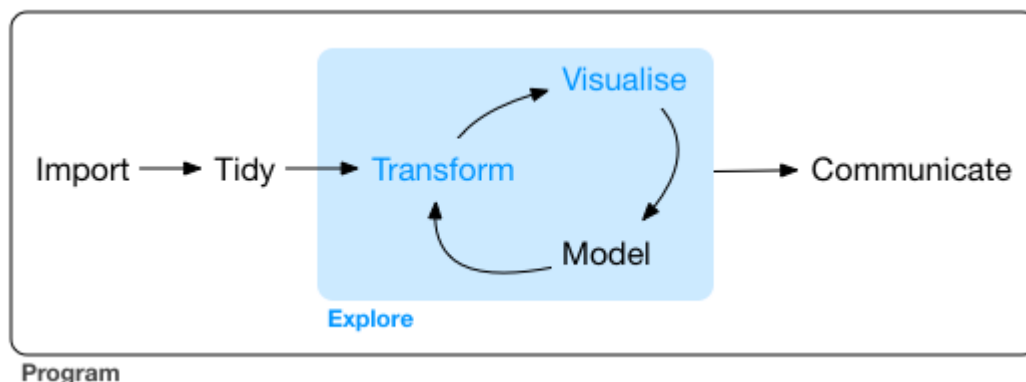 Visualise
Import
Tidy
Transform
Communicate
Model
Explore
Program